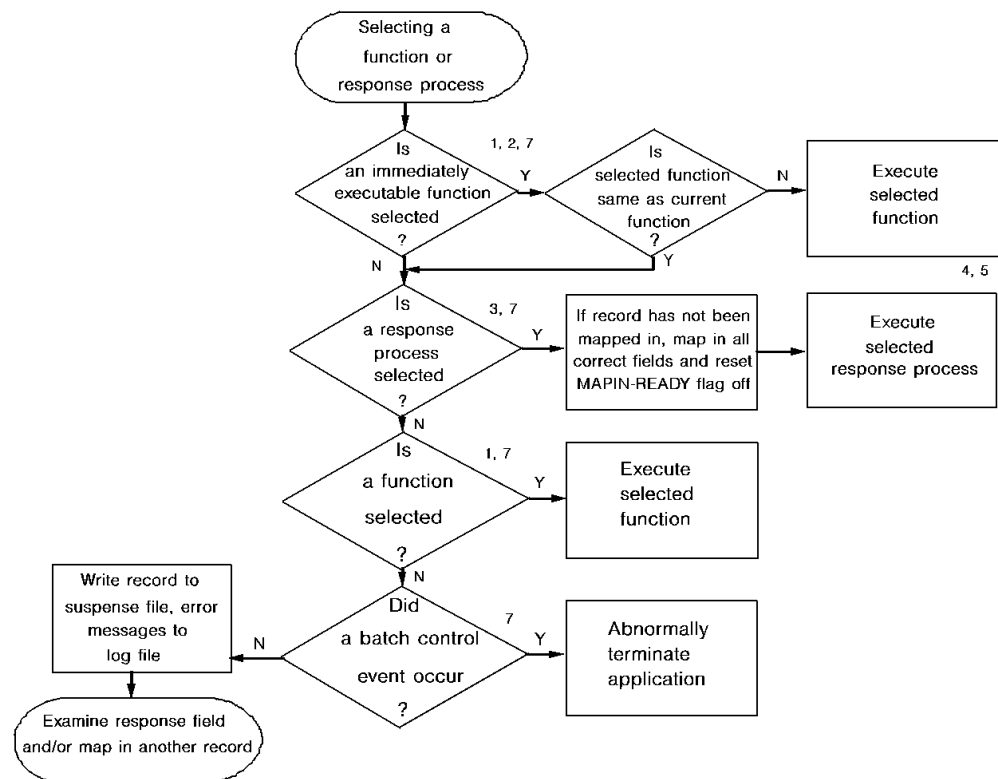 Selecting a
function or
response process
Is
an immediately
executable function
selected
?
1, 2, 7
Y
N
Is
selected function
same as current
function
?
N
Y
Execute
selected
function
4, 5
Is
a response
process
selected
?
3, 7
Y
N
If record has not been
mapped in, map in all
correct fields and reset
MAPIN-READY flag off
Execute
selected
response process
Is
a function
selected
?
1, 7
Y
N
Execute
selected
function
Did
a batch control
event occur
?
7
Y
N
Abnormally
terminate
application
Write record to
suspense file, error
messages to
log file
Examine response field
and/or map in another record